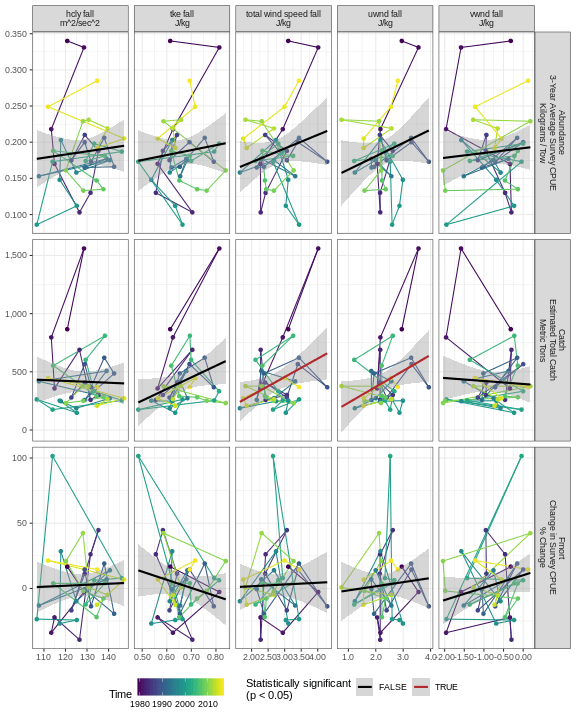 hcly fall
m^2/sec^2
tke fall
J/kg
total wind speed fall
J/kg
uwnd fall
J/kg
vwnd fall
J/kg
0.350
0.300
0.250
0.200
0.150
0.100
Abundance
3-Year Average Survey CPUE
Kilograms / Tow
1,500
1,000
500
0
Catch
Estimated Total Catch
Metric Tons
100
50
0
Fmort
Change in Survey CPUE
% Change
110 120 130 140
0.50 0.60 0.70 0.80
2.00 2.50 3.00 3.50 4.00
1.0 2.0 3.0 4.0
-2.00 -1.50 -1.00 -0.50 0.00
Time
1980 1990 2000 2010
Statistically significant
(p < 0.05)
FALSE
TRUE